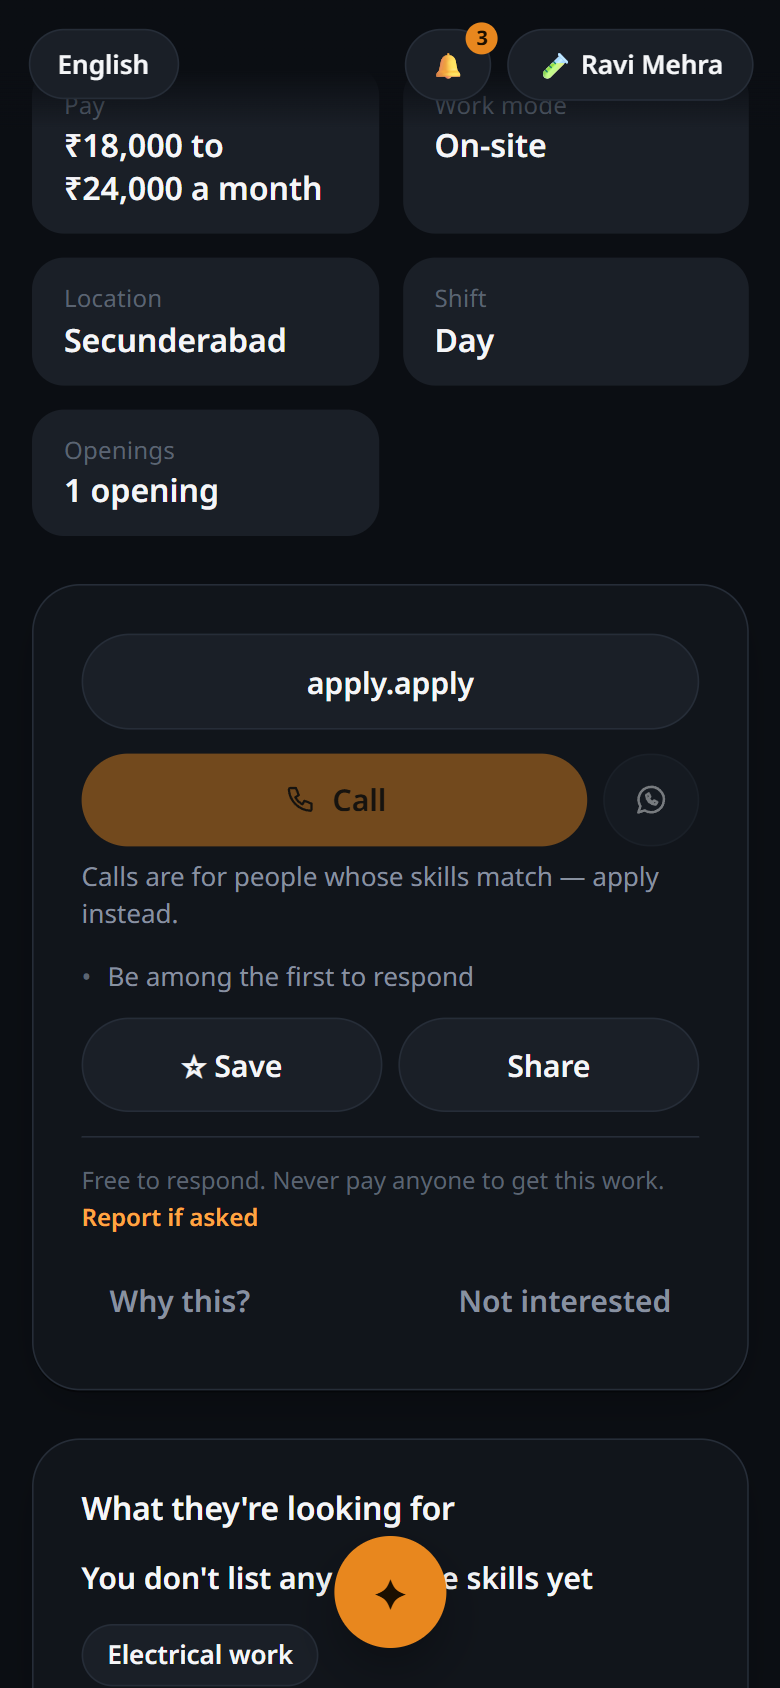 English
3
Ravi Mehra
Pay
₹18,000 to
₹24,000 a month
Work mode
On-site
Location
Secunderabad
Shift
Day
Openings
1 opening
apply.apply
Call
Calls are for people whose skills match — apply
instead.
• Be among the first to respond
☆ Save
Share
Free to respond. Never pay anyone to get this work.
Report if asked
Why this?
Not interested
What they're looking for
You don't list any skills yet
Electrical work